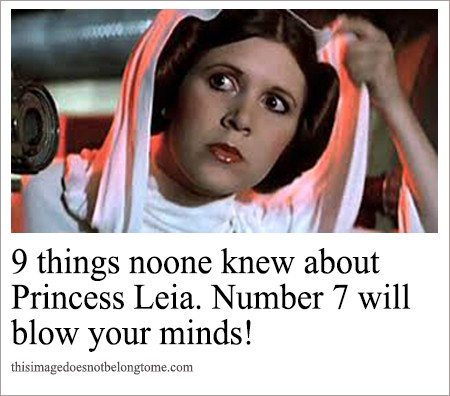 9 things noone knew about
Princess Leia. Number 7 will
blow your minds!
thisimagedoesnotbelongtome.com